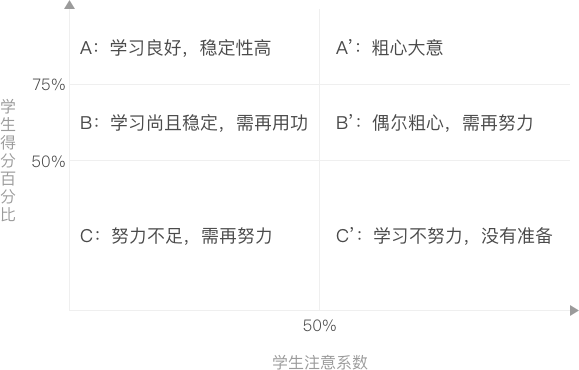 A：学习良好，稳定性高
A’：粗心大意
75%
B：学习尚且稳定，需再用功
B’：偶尔粗心，需再努力
学生得分百分比
50%
C：努力不足，需再努力
C’：学习不努力，没有准备
50%
学生注意系数